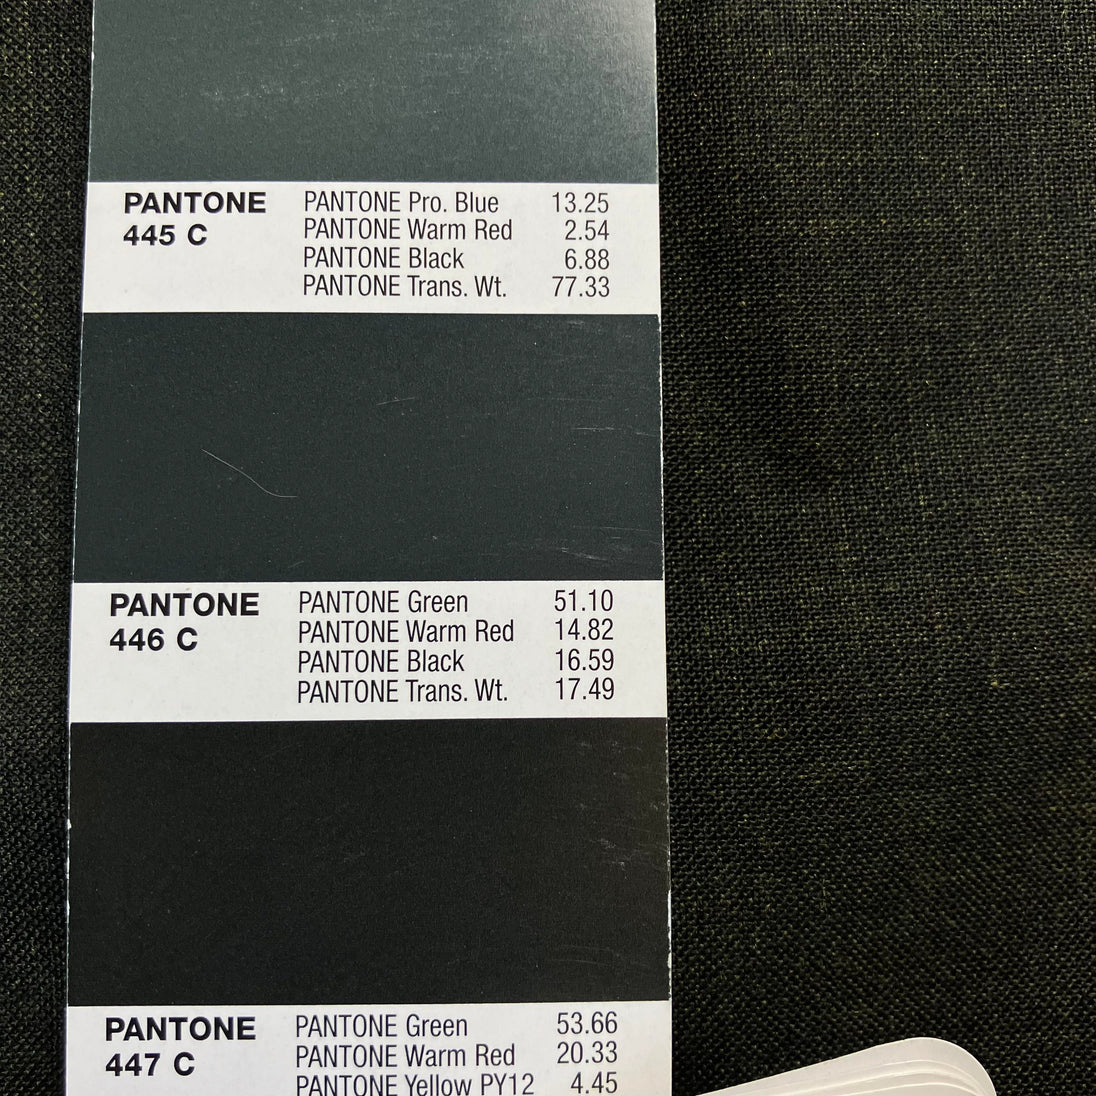 PANTONE
445 C
PANTONE Pro. Blue 13.25
PANTONE Warm Red 2.54
PANTONE Black 6.88
PANTONE Trans. Wt. 77.33
PANTONE
446 C
PANTONE Green 51.10
PANTONE Warm Red 14.82
PANTONE Black 16.59
PANTONE Trans. Wt. 17.49
PANTONE
447 C
PANTONE Green 53.66
PANTONE Warm Red 20.33
PANTONE Yellow PY12 4.45